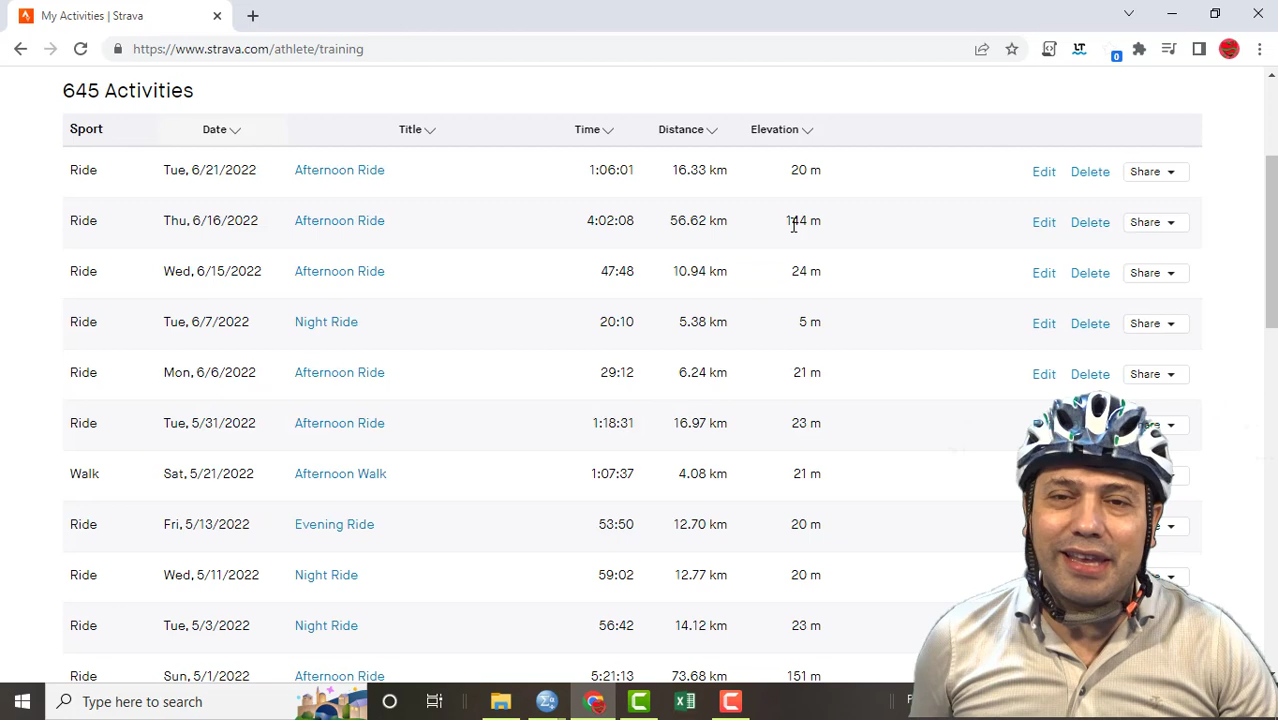 My Activities | Strava
https://www.strava.com/athlete/training
0
645 Activities
Sport Date Title Time Distance Elevation
Ride Tue, 6/21/2022 Afternoon Ride 1:06:01 16.33 km 20 m Edit Delete Share
Ride Thu, 6/16/2022 Afternoon Ride 4:02:08 56.62 km 144 m Edit Delete Share
Ride Wed, 6/15/2022 Afternoon Ride 47:48 10.94 km 24 m Edit Delete Share
Ride Tue, 6/7/2022 Night Ride 20:10 5.38 km 5 m Edit Delete Share
Ride Mon, 6/6/2022 Afternoon Ride 29:12 6.24 km 21 m Edit Delete Share
Ride Tue, 5/31/2022 Afternoon Ride 1:18:31 16.97 km 23 m
Walk Sat, 5/21/2022 Afternoon Walk 1:07:37 4.08 km 21 m
Ride Fri, 5/13/2022 Evening Ride 53:50 12.70 km 20 m
Ride Wed, 5/11/2022 Night Ride 59:02 12.77 km 20 m
Ride Tue, 5/3/2022 Night Ride 56:42 14.12 km 23 m
Ride Sun, 5/1/2022 Afternoon Ride 5:21:13 73.68 km 151 m
Type here to search